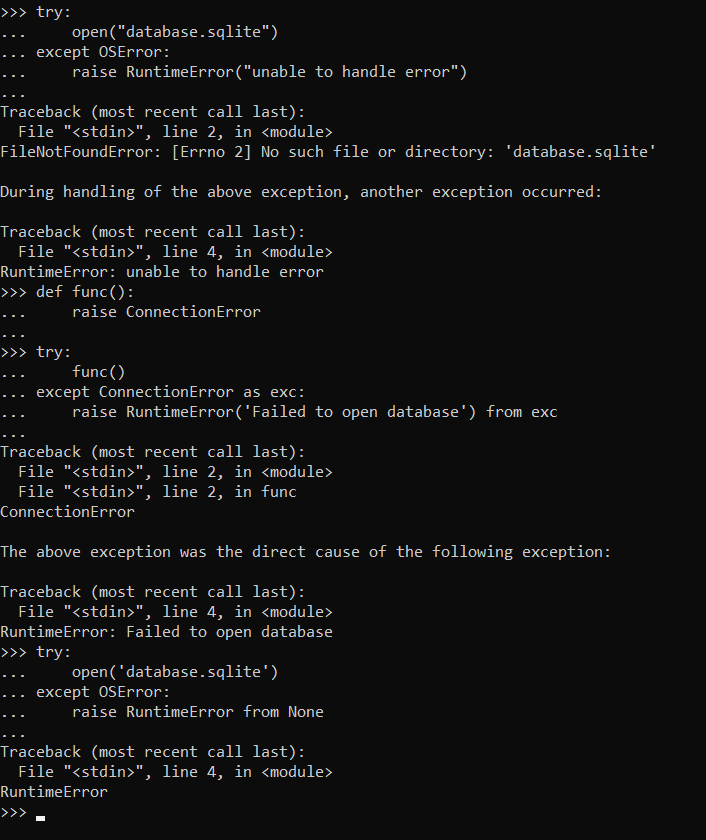 >>> try:
...     open("database.sqlite")
... except OSError:
...     raise RuntimeError("unable to handle error")
...
Traceback (most recent call last):
  File "<stdin>", line 2, in <module>
FileNotFoundError: [Errno 2] No such file or directory: 'database.sqlite'

During handling of the above exception, another exception occurred:

Traceback (most recent call last):
  File "<stdin>", line 4, in <module>
RuntimeError: unable to handle error
>>> def func():
...     raise ConnectionError
...
>>> try:
...     func()
... except ConnectionError as exc:
...     raise RuntimeError('Failed to open database') from exc
...
Traceback (most recent call last):
  File "<stdin>", line 2, in <module>
  File "<stdin>", line 2, in func
ConnectionError

The above exception was the direct cause of the following exception:

Traceback (most recent call last):
  File "<stdin>", line 4, in <module>
RuntimeError: Failed to open database
>>> try:
...     open('database.sqlite')
... except OSError:
...     raise RuntimeError from None
...
Traceback (most recent call last):
  File "<stdin>", line 4, in <module>
RuntimeError
>>>